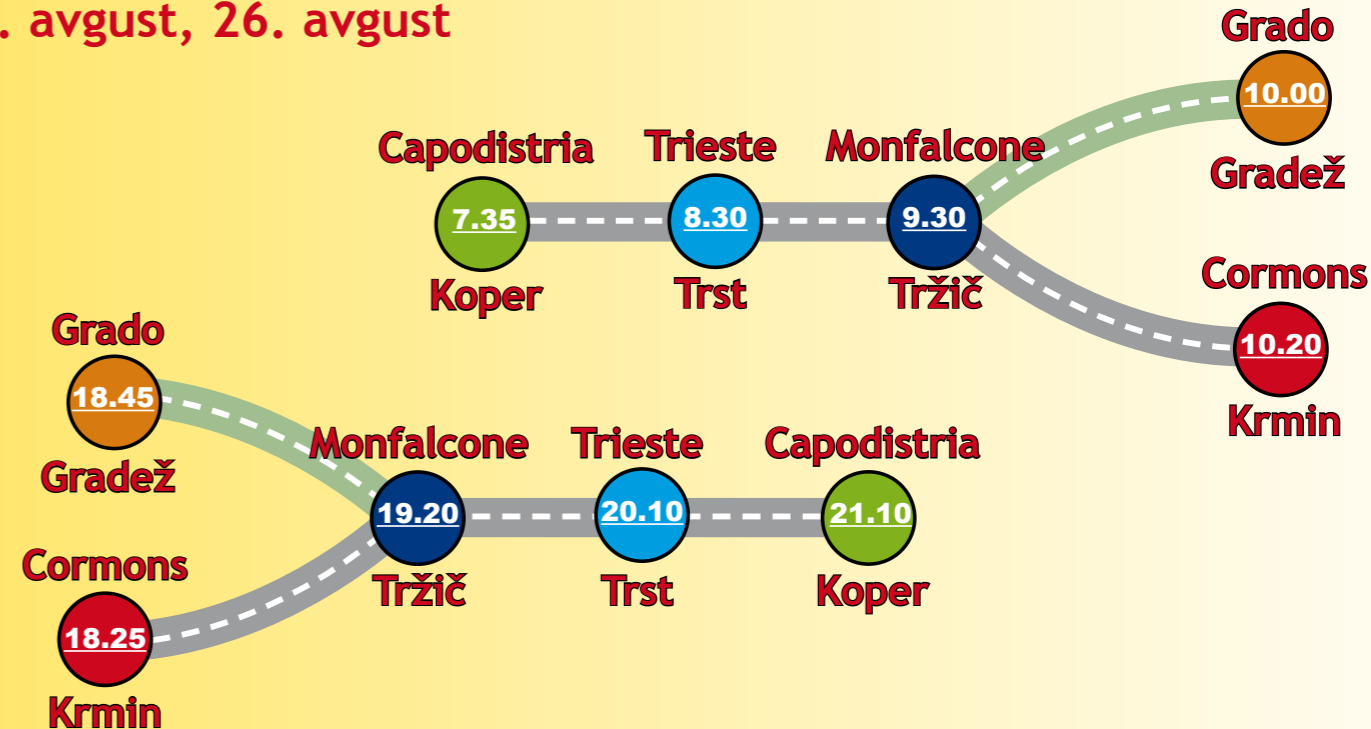 . avgust, 26. avgust
Grado
10.00
Gradež
Capodistria
7.35
Koper
Trieste
8.30
Trst
Monfalcone
9.30
Tržič
Cormons
10.20
Krmin
Grado
18.45
Gradež
Cormons
18.25
Krmin
Monfalcone
19.20
Tržič
Trieste
20.10
Trst
Capodistria
21.10
Koper